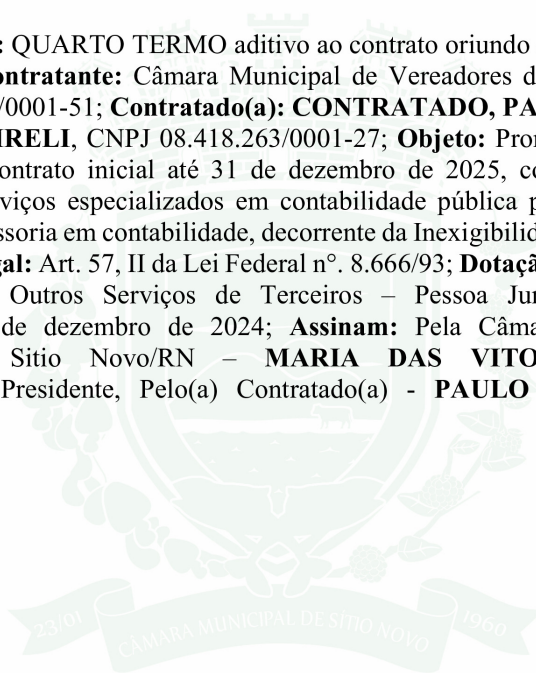 : QUARTO TERMO aditivo ao contrato oriundo
ontratante: Câmara Municipal de Vereadores d
/0001-51; Contratado(a): CONTRATADO, PA
IRELI, CNPJ 08.418.263/0001-27; Objeto: Pror
ontrato inicial até 31 de dezembro de 2025, co
rviços especializados em contabilidade pública p
ssoria em contabilidade, decorrente da Inexigibilid
gal: Art. 57, II da Lei Federal n°. 8.666/93; Dotaçã
Outros Serviços de Terceiros – Pessoa Jur
de dezembro de 2024; Assinam: Pela Câma
Sitio Novo/RN – MARIA DAS VITO
Presidente, Pelo(a) Contratado(a) - PAULO
23/01 CÂMARA MUNICIPAL DE SÍTIO NOVO 1960